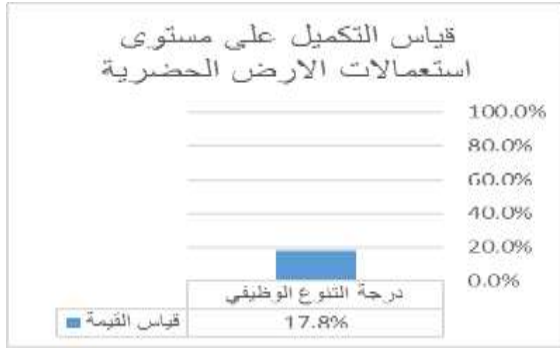 قياس التكميل على مستوى
استعمالات الارض الحضرية
100.0%
80.0%
60.0%
40.0%
20.0%
0.0%
درجة التنوع الوظيفي
قياس القيمة
17.8%